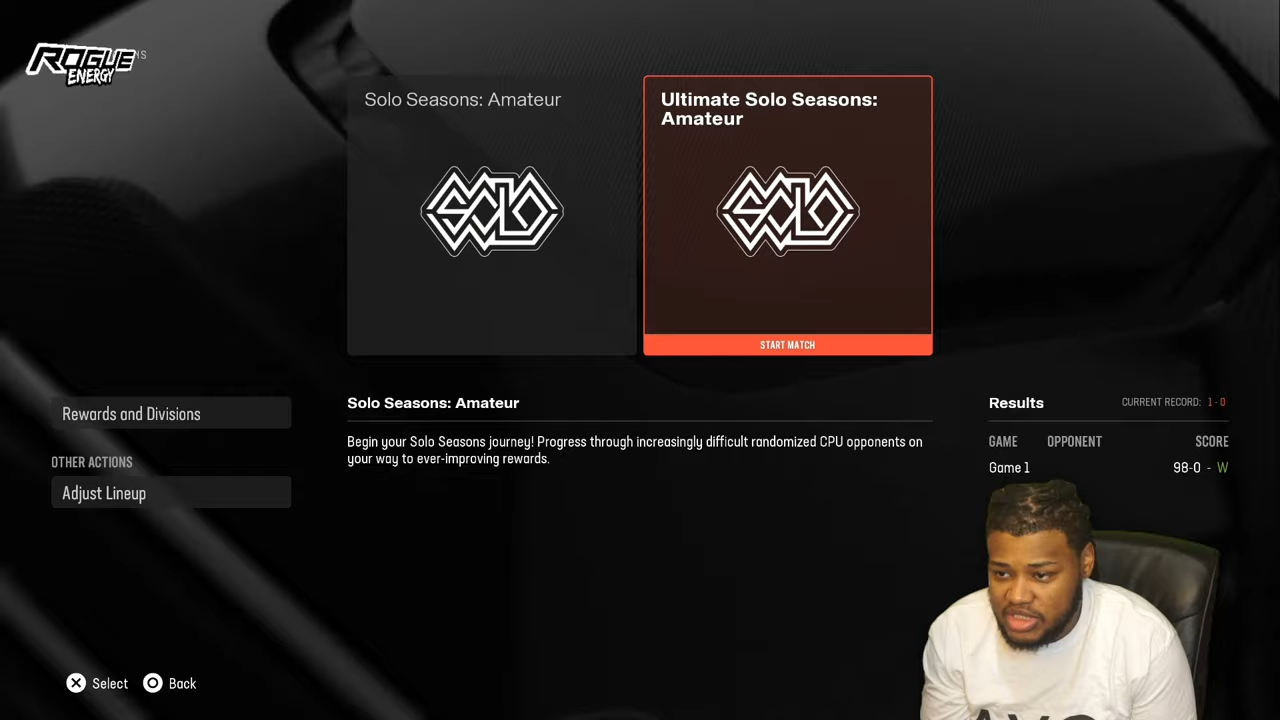 ROGUE
ENERGY
NS
Solo Seasons: Amateur
SOLO
Ultimate Solo Seasons:
Amateur
SOLO
START MATCH
Rewards and Divisions
OTHER ACTIONS
Adjust Lineup
Solo Seasons: Amateur
Begin your Solo Seasons journey! Progress through increasingly difficult randomized CPU opponents on
your way to ever-improving rewards.
Results CURRENT RECORD: 1 - 0
GAME OPPONENT SCORE
Game 1 98-0 - W
Select Back